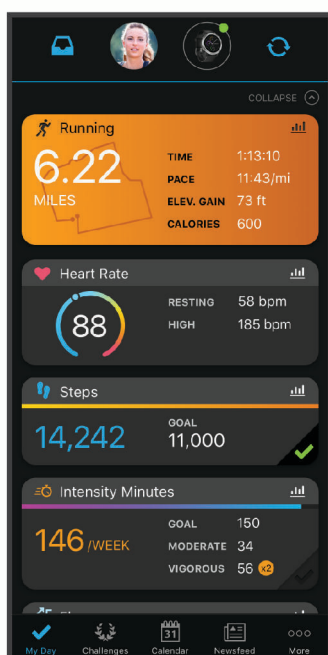 COLLAPSE
Running
6.22
MILES
TIME 1:13:10
PACE 11:43/mi
ELEV. GAIN 73 ft
CALORIES 600
Heart Rate
88
RESTING 58 bpm
HIGH 185 bpm
Steps
14,242
GOAL
11,000
Intensity Minutes
146 /WEEK
GOAL 150
MODERATE 34
VIGOROUS 56 x2
31
My Day Challenges Calendar Newsfeed More